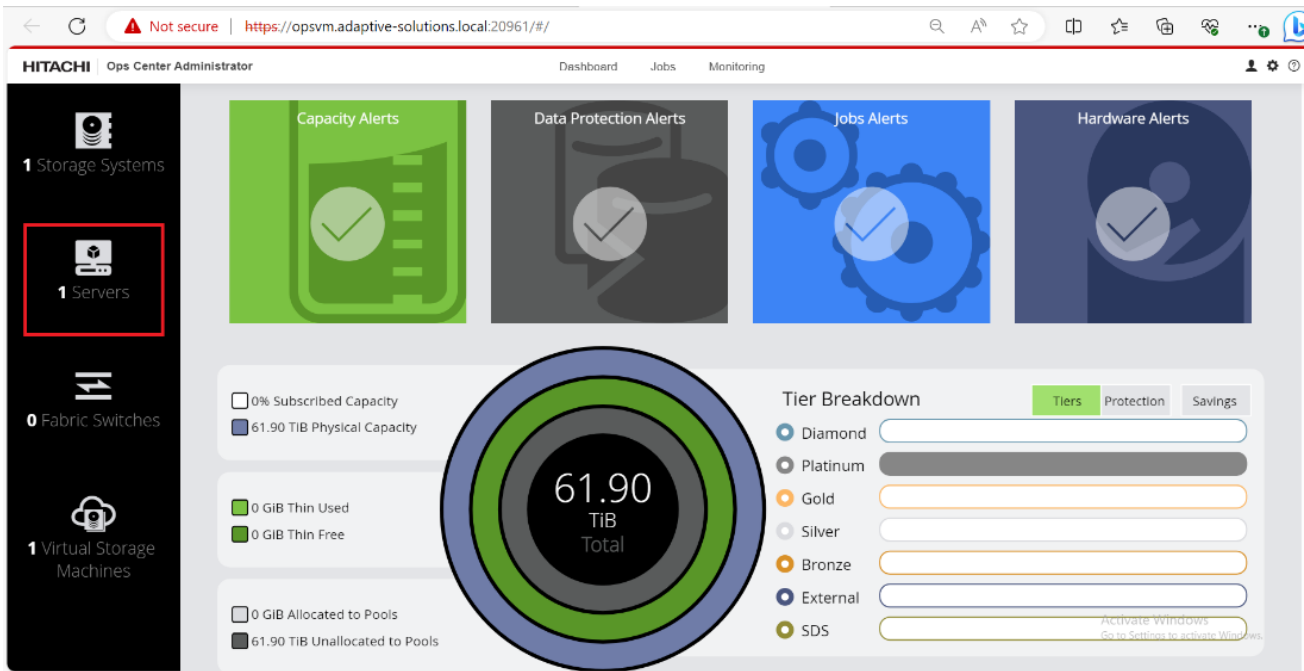 Not secure | https://opsvm.adaptive-solutions.local:20961/#/
HITACHI Ops Center Administrator
Dashboard Jobs Monitoring
1 Storage Systems
1 Servers
0 Fabric Switches
1 Virtual Storage
Machines
Capacity Alerts
Data Protection Alerts
Jobs Alerts
Hardware Alerts
0% Subscribed Capacity
61.90 TiB Physical Capacity
0 GiB Thin Used
0 GiB Thin Free
0 GiB Allocated to Pools
61.90 TiB Unallocated to Pools
61.90
TiB
Total
Tier Breakdown
Tiers Protection Savings
Diamond
Platinum
Gold
Silver
Bronze
External
SDS
Activate Windows
Go to Settings to activate Windows.